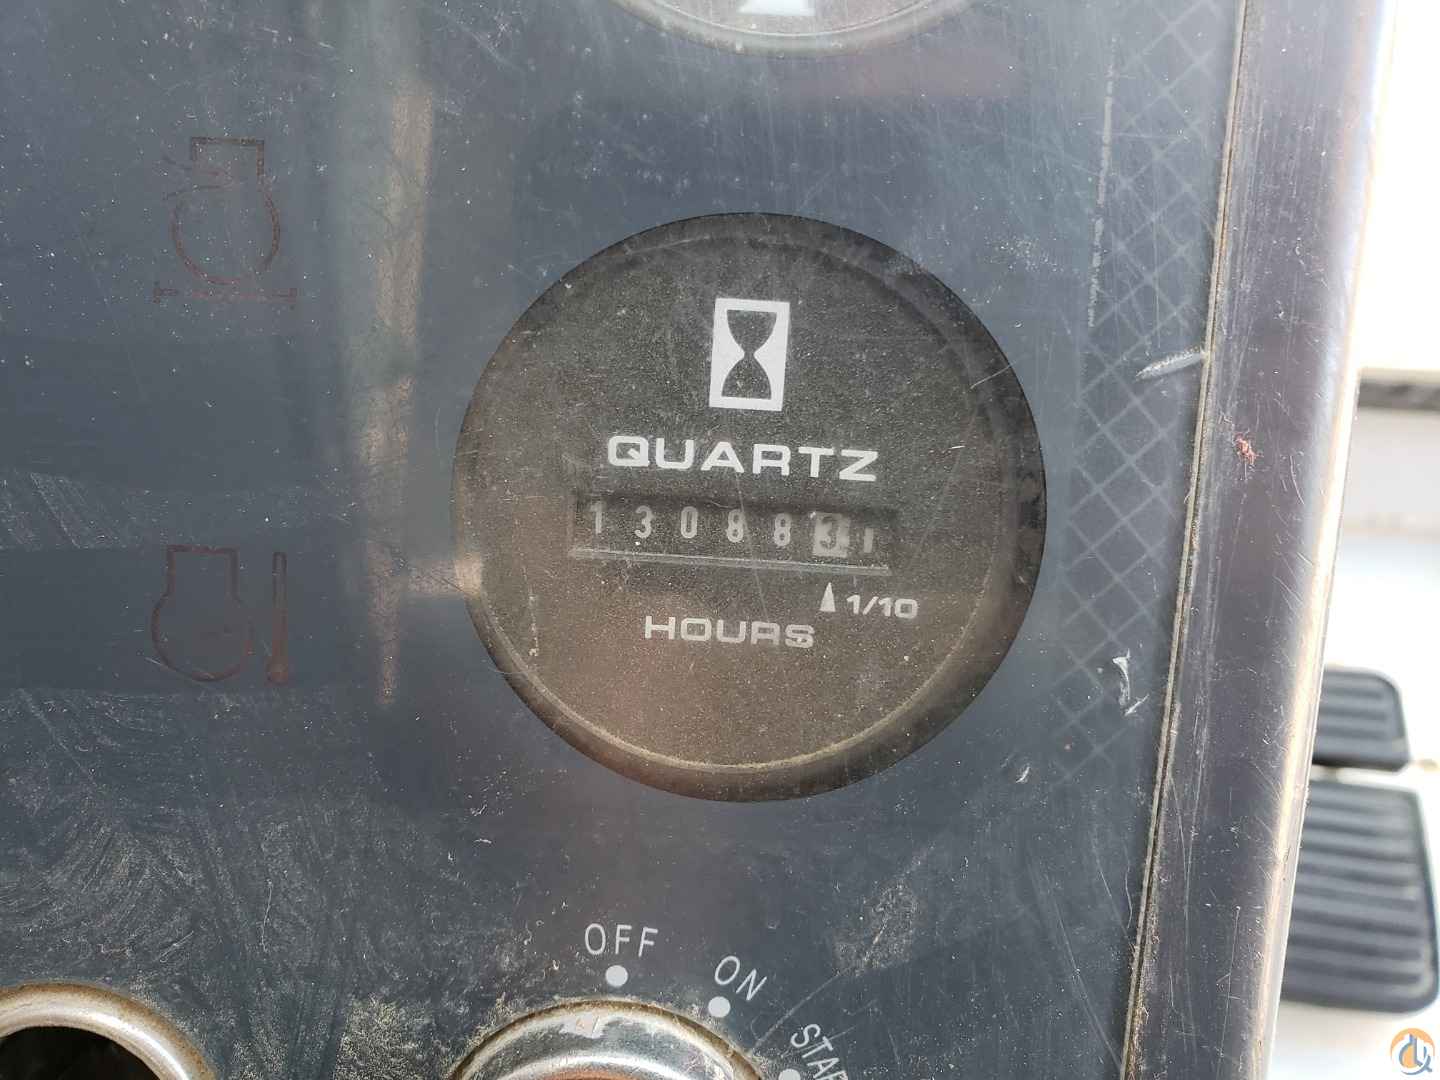 QUARTZ
130883
1/10
HOURS
OFF
ON